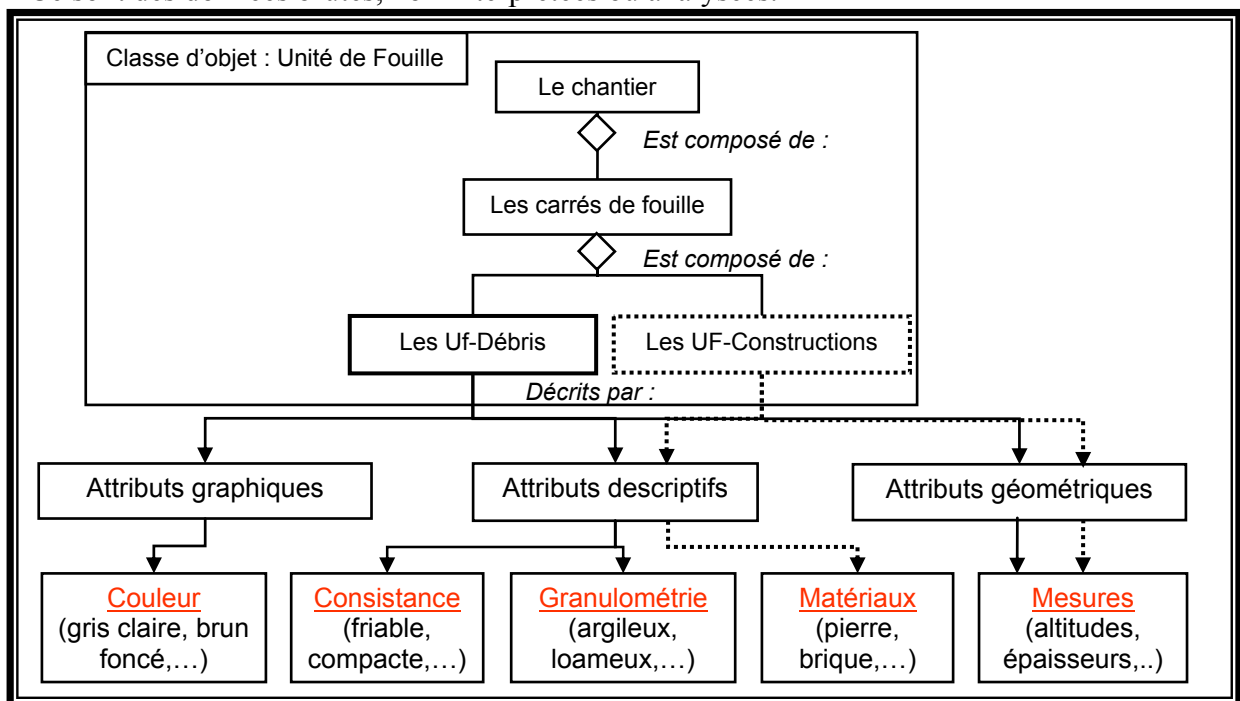 Classe d'objet : Unité de Fouille
Le chantier
Est composé de :
Les carrés de fouille
Est composé de :
Les Uf-Débris
Les UF-Constructions
Décrits par :
Attributs graphiques
Attributs descriptifs
Attributs géométriques
Couleur
(gris claire, brun
foncé,…)
Consistance
(friable,
compacte,…)
Granulométrie
(argileux,
loameux,…)
Matériaux
(pierre,
brique,…)
Mesures
(altitudes,
épaisseurs,..)